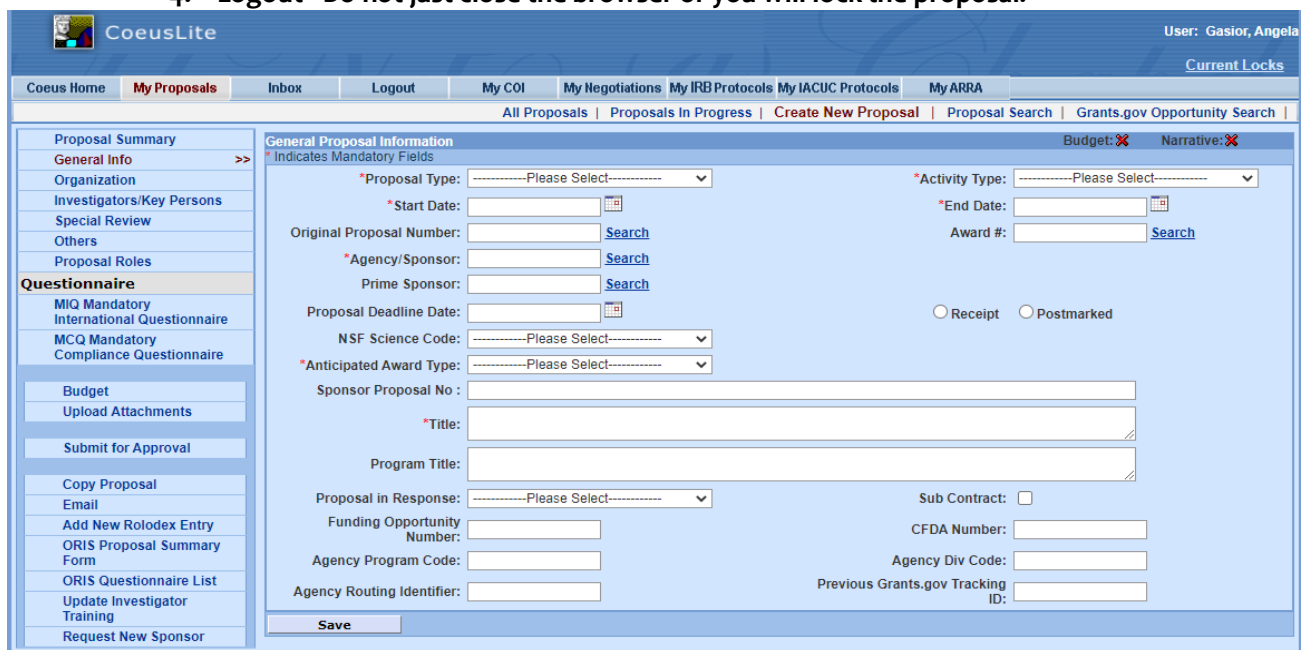 4. Logout - Do not just close the browser or you will lock the proposal.
CoeusLite
User: Gasior, Angela
Current Locks
Coeus Home My Proposals Inbox Logout My COI My Negotiations My IRB Protocols My IACUC Protocols My ARRA
All Proposals | Proposals In Progress | Create New Proposal | Proposal Search | Grants.gov Opportunity Search |
Proposal Summary
General Info >>
Organization
Investigators/Key Persons
Special Review
Others
Proposal Roles
Questionnaire
MIQ Mandatory
International Questionnaire
MCQ Mandatory
Compliance Questionnaire
Budget
Upload Attachments
Submit for Approval
Copy Proposal
Email
Add New Rolodex Entry
ORIS Proposal Summary
Form
ORIS Questionnaire List
Update Investigator
Training
Request New Sponsor
General Proposal Information Budget: Narrative:
* Indicates Mandatory Fields
*Proposal Type: ------------Please Select------------ *Activity Type: ------------Please Select------------
*Start Date: *End Date:
Original Proposal Number: Search Award #: Search
*Agency/Sponsor: Search
Prime Sponsor: Search
Proposal Deadline Date: Receipt Postmarked
NSF Science Code: ------------Please Select------------
*Anticipated Award Type: ------------Please Select------------
Sponsor Proposal No :
*Title:
Program Title:
Proposal in Response: ------------Please Select------------ Sub Contract:
Funding Opportunity
Number: CFDA Number:
Agency Program Code: Agency Div Code:
Agency Routing Identifier: Previous Grants.gov Tracking
ID:
Save